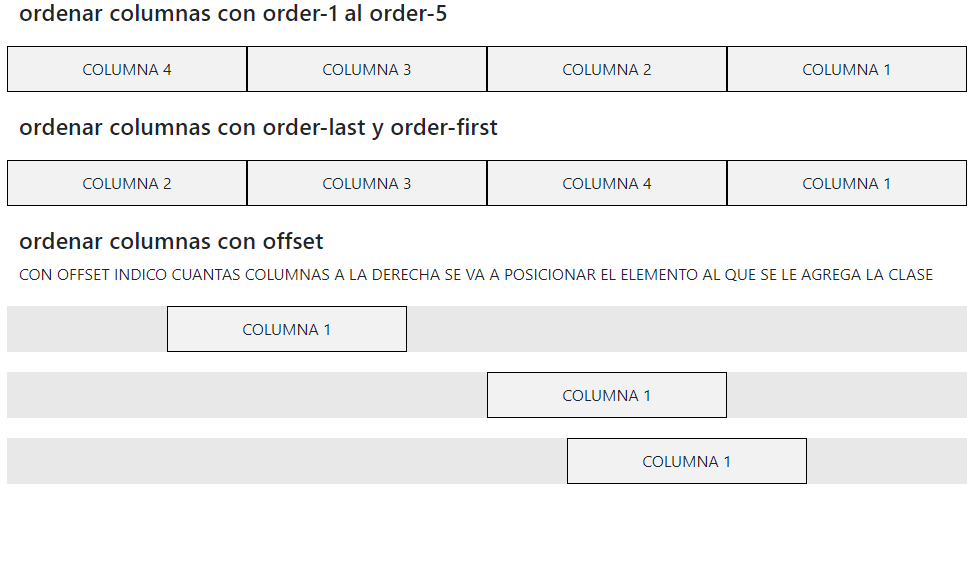 ordenar columnas con order-1 al order-5
COLUMNA 4 COLUMNA 3 COLUMNA 2 COLUMNA 1
ordenar columnas con order-last y order-first
COLUMNA 2 COLUMNA 3 COLUMNA 4 COLUMNA 1
ordenar columnas con offset
CON OFFSET INDICO CUANTAS COLUMNAS A LA DERECHA SE VA A POSICIONAR EL ELEMENTO AL QUE SE LE AGREGA LA CLASE
COLUMNA 1
COLUMNA 1
COLUMNA 1